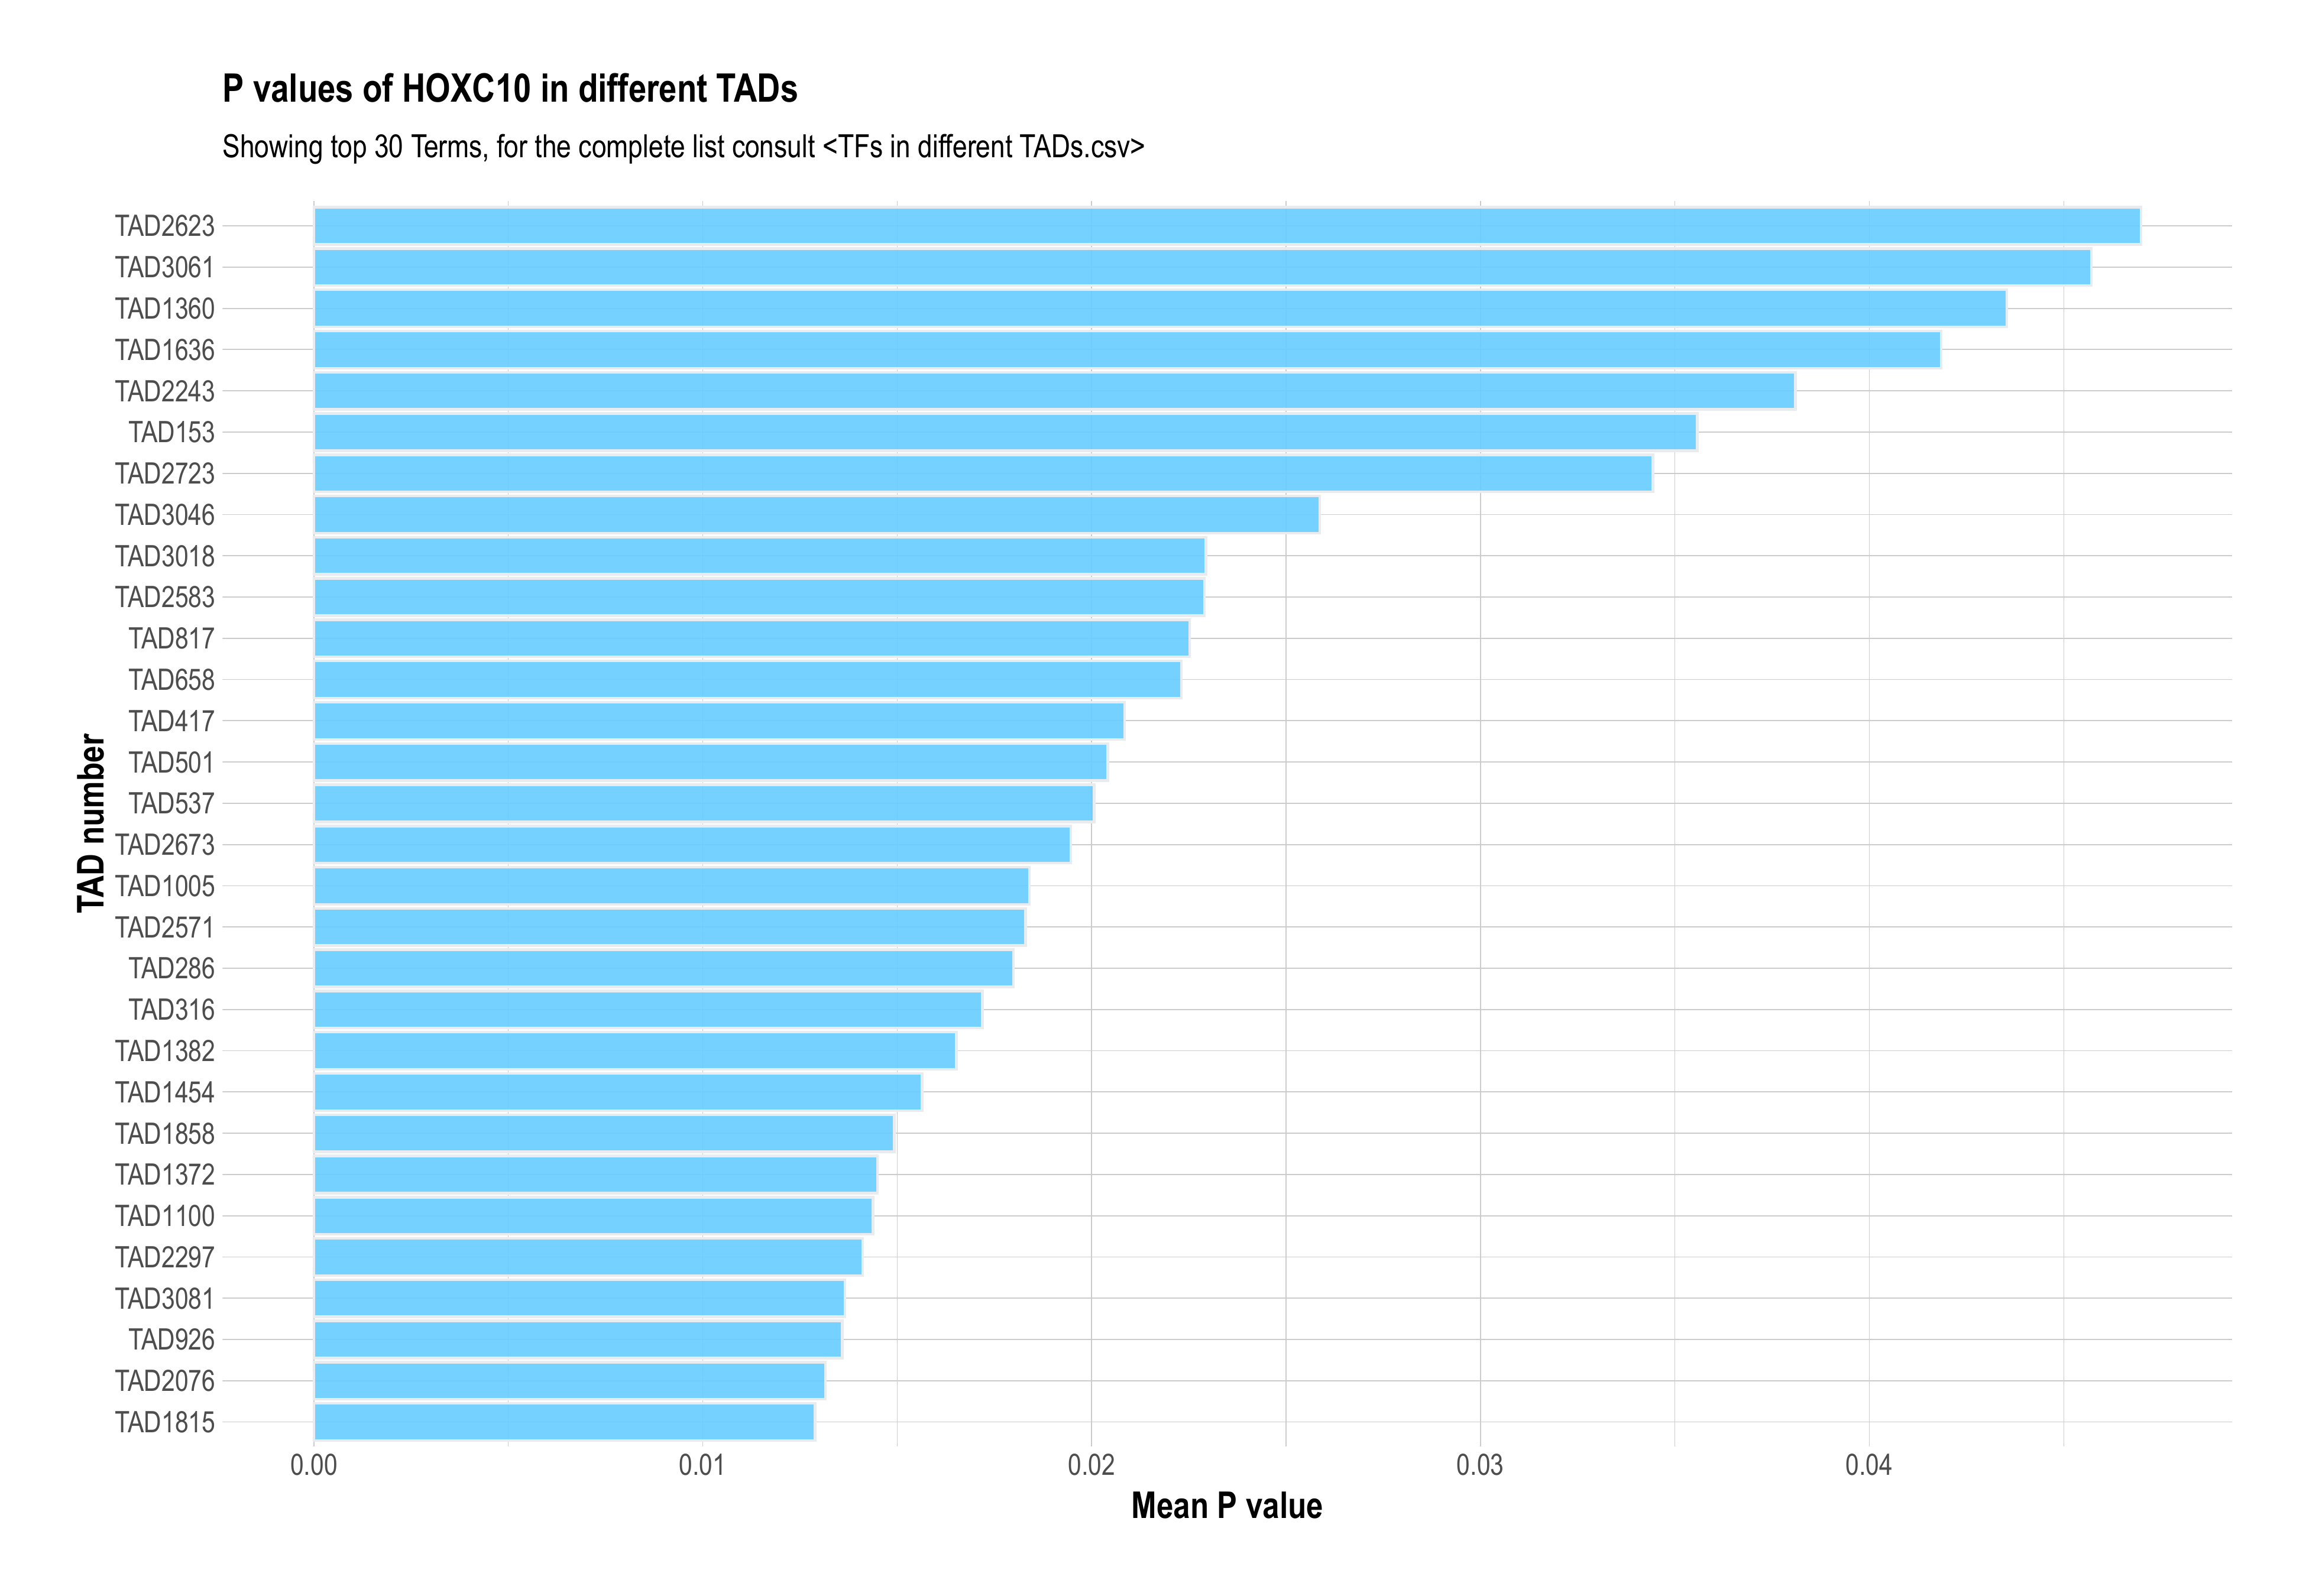 P values of HOXC10 in different TADs
Showing top 30 Terms, for the complete list consult <TFs in different TADs.csv>
TAD number
TAD2623
TAD3061
TAD1360
TAD1636
TAD2243
TAD153
TAD2723
TAD3046
TAD3018
TAD2583
TAD817
TAD658
TAD417
TAD501
TAD537
TAD2673
TAD1005
TAD2571
TAD286
TAD316
TAD1382
TAD1454
TAD1858
TAD1372
TAD1100
TAD2297
TAD3081
TAD926
TAD2076
TAD1815
0.00 0.01 0.02 0.03 0.04
Mean P value